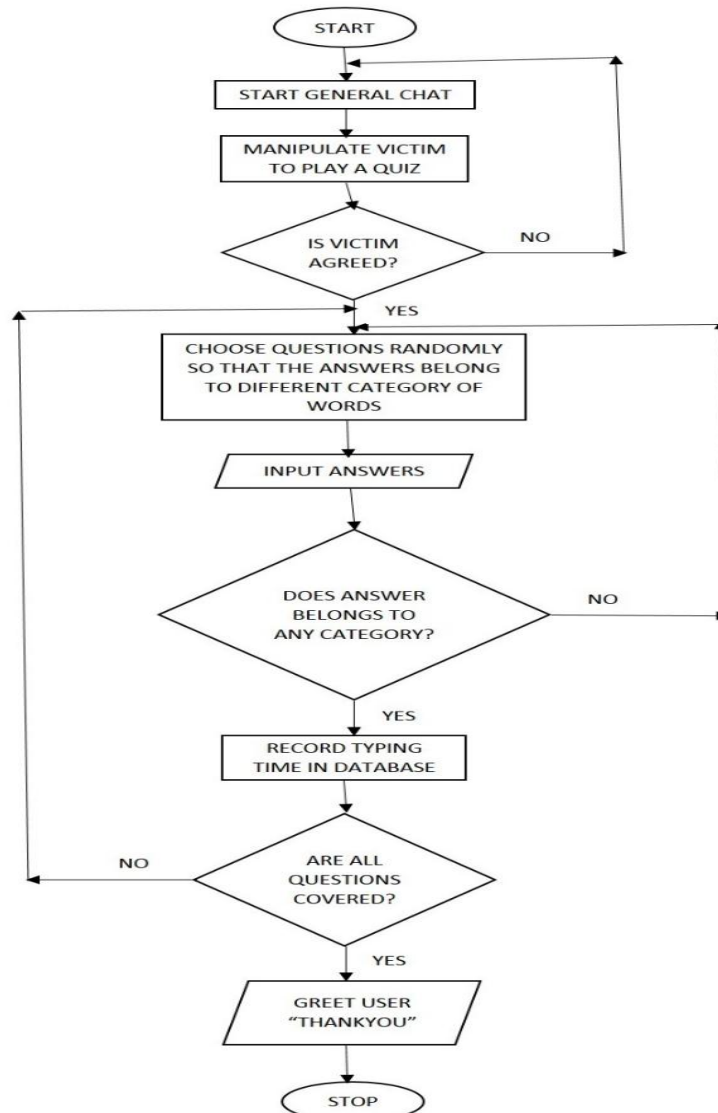 START
START GENERAL CHAT
MANIPULATE VICTIM
TO PLAY A QUIZ
IS VICTIM
AGREED?
NO
YES
CHOOSE QUESTIONS RANDOMLY
SO THAT THE ANSWERS BELONG
TO DIFFERENT CATEGORY OF
WORDS
INPUT ANSWERS
DOES ANSWER
BELONGS TO
ANY CATEGORY?
NO
YES
RECORD TYPING
TIME IN DATABASE
NO
ARE ALL
QUESTIONS
COVERED?
YES
GREET USER
“THANKYOU”
STOP